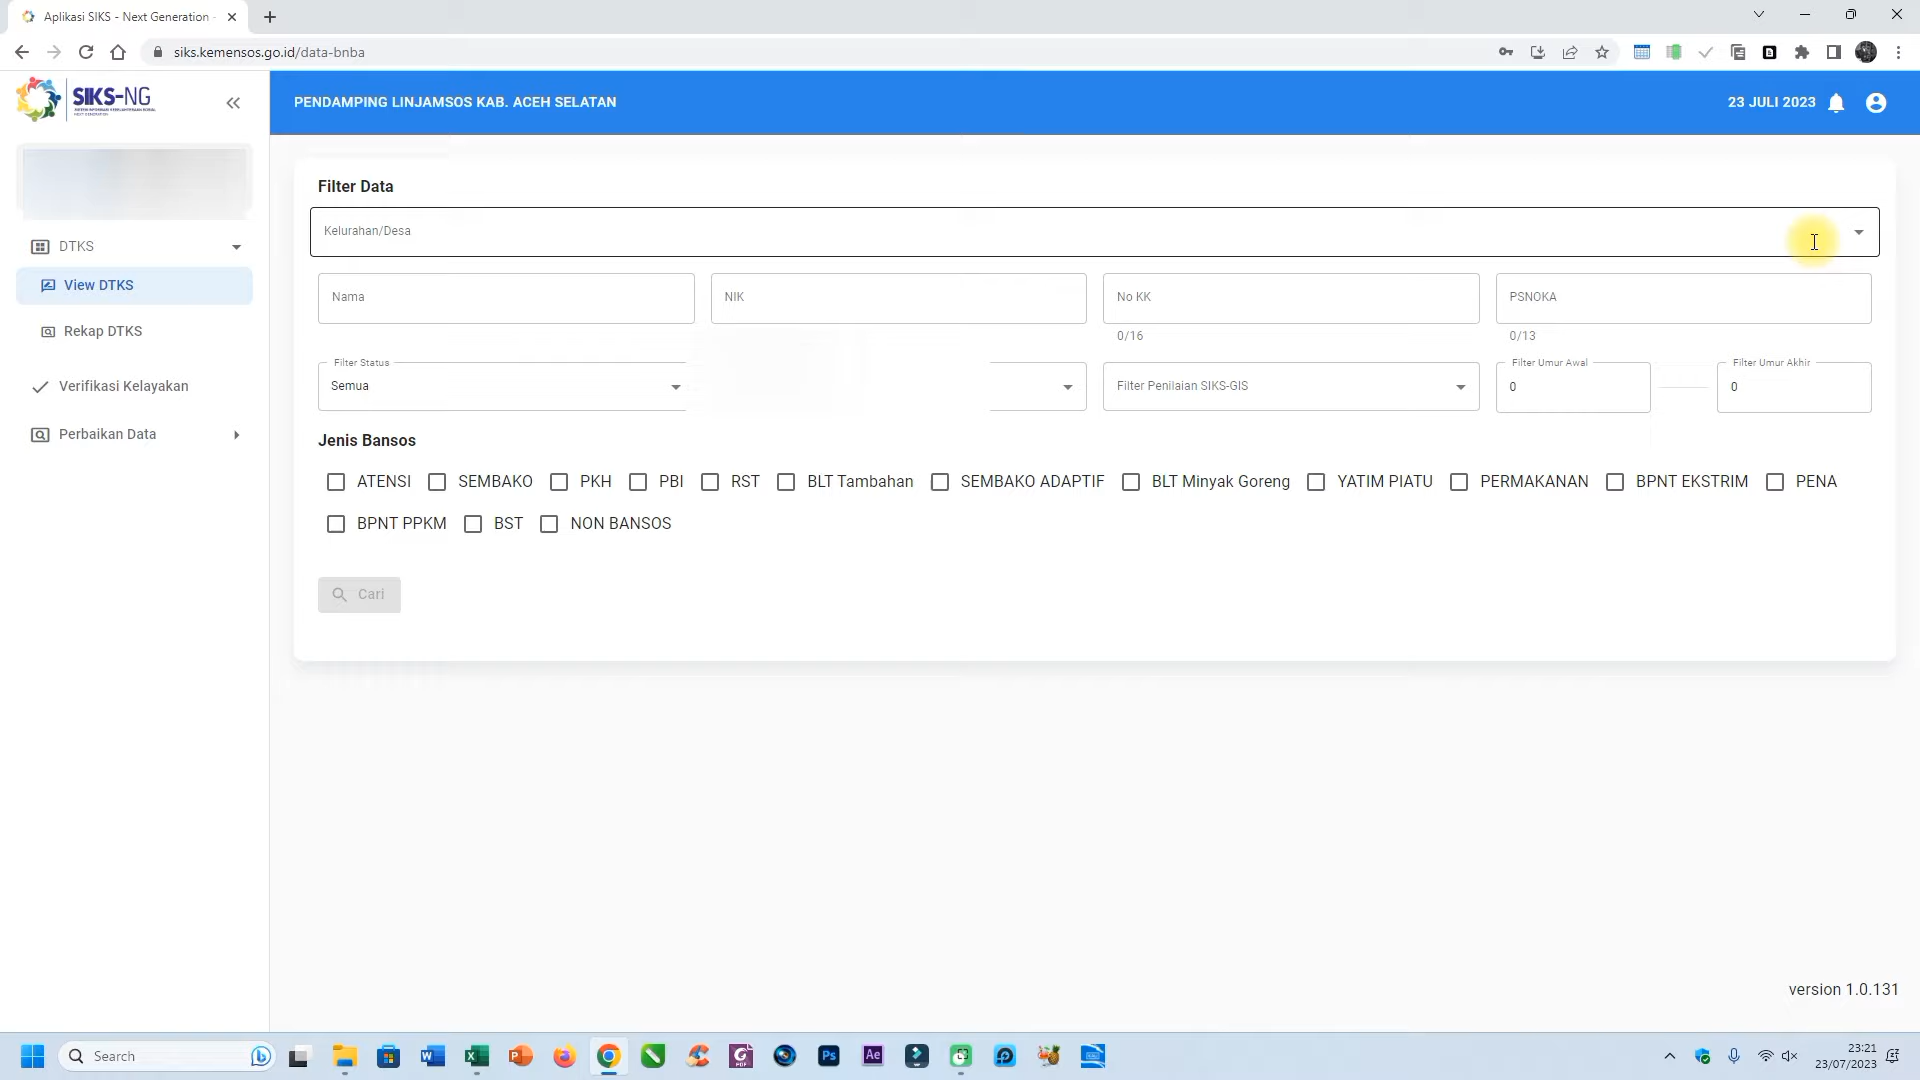 Aplikasi SIKS - Next Generation
siks.kemensos.go.id/data-bnba
SIKS-NG
PENDAMPING LINJAMSOS KAB. ACEH SELATAN
23 JULI 2023
DTKS
View DTKS
Rekap DTKS
Verifikasi Kelayakan
Perbaikan Data
Filter Data
Kelurahan/Desa
Nama
NIK
No KK
PSNOKA
0/16
0/13
Filter Status
Semua
Filter Penilaian SIKS-GIS
Filter Umur Awal
0
Filter Umur Akhir
0
Jenis Bansos
ATENSI SEMBAKO PKH PBI RST BLT Tambahan SEMBAKO ADAPTIF BLT Minyak Goreng YATIM PIATU PERMAKANAN BPNT EKSTRIM PENA
BPNT PPKM BST NON BANSOS
Cari
version 1.0.131
Search
Ps
Ae
23:21
23/07/2023